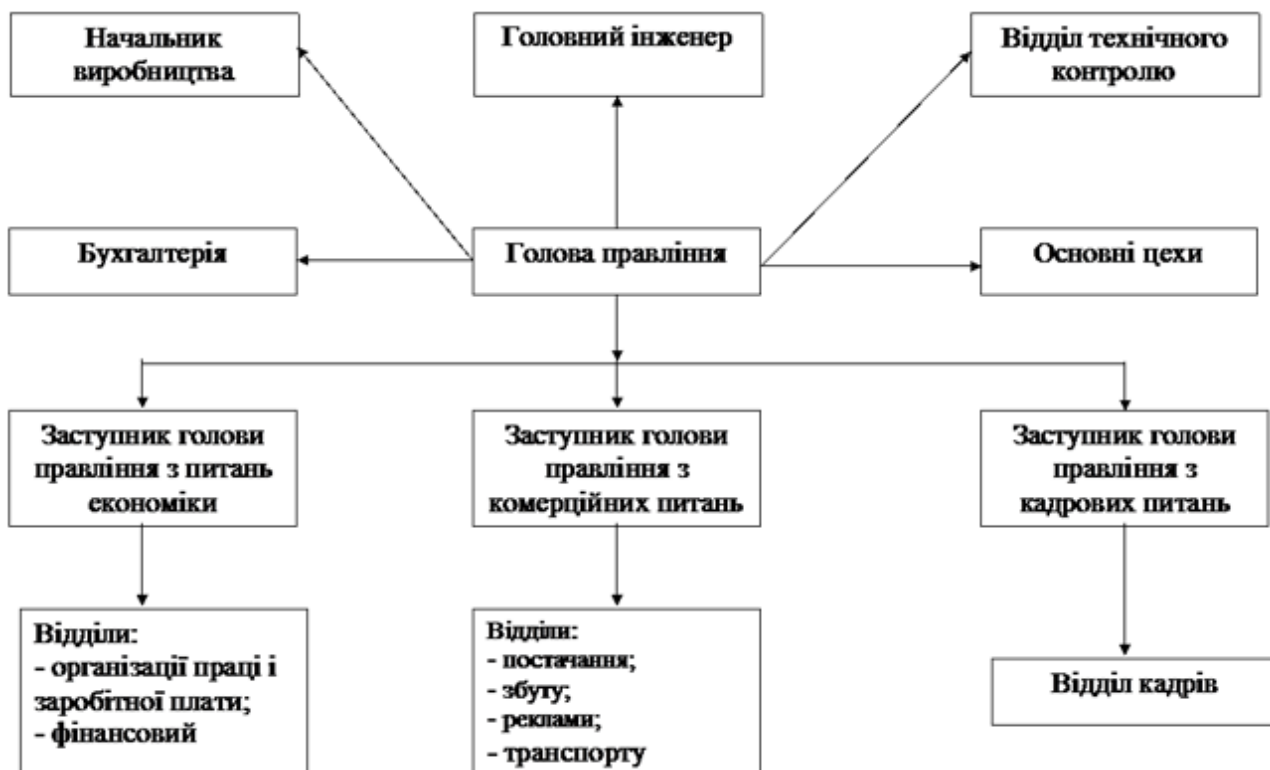 Начальник
виробництва
Головний інженер
Відділ технічного
контролю
Бухгалтерія
Голова правління
Основні цехи
Заступник голови
правління з питань
економіки
Заступник голови
правління з
комерційних питань
Заступник голови
правління з
кадрових питань
Відділи:
- організації праці і
заробітної плати;
- фінансовий
Відділи:
- постачання;
- збуту;
- реклами;
- транспорту
Відділ кадрів